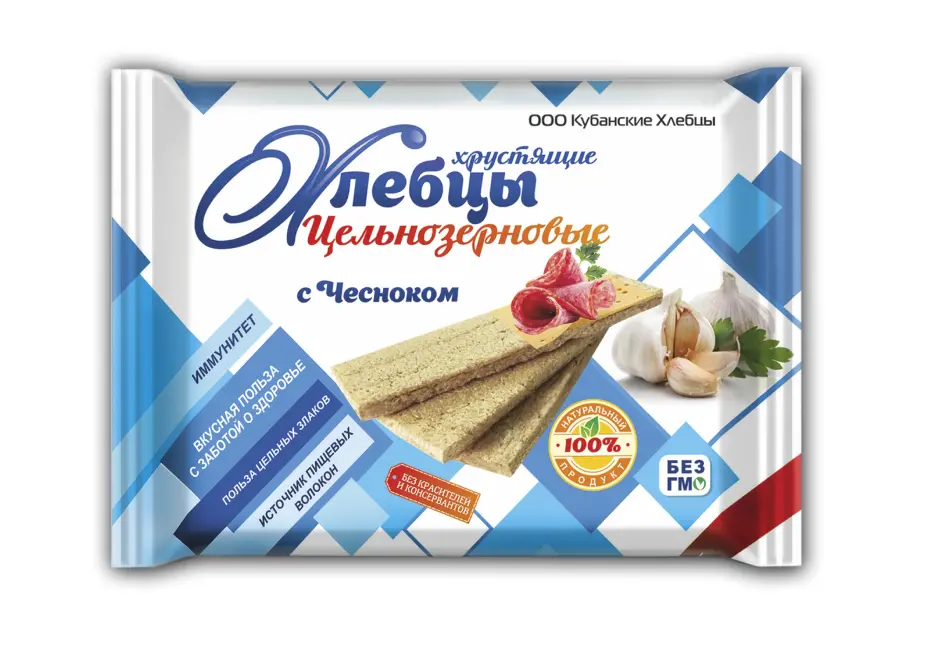 ООО Кубанские Хлебцы
хрустящие
Хлебцы
Цельнозерновые
с Чесноком
ИММУНИТЕТ
ВКУСНАЯ ПОЛЬЗА
С ЗАБОТОЙ О ЗДОРОВЬЕ
ПОЛЬЗА ЦЕЛЬНЫХ ЗЛАКОВ
ИСТОЧНИК ПИЩЕВЫХ
ВОЛОКОН
БЕЗ КРАСИТЕЛЕЙ
И КОНСЕРВАНТОВ
НАТУРАЛЬНЫЙ
100%
ПРОДУКТ
БЕЗ
ГМО